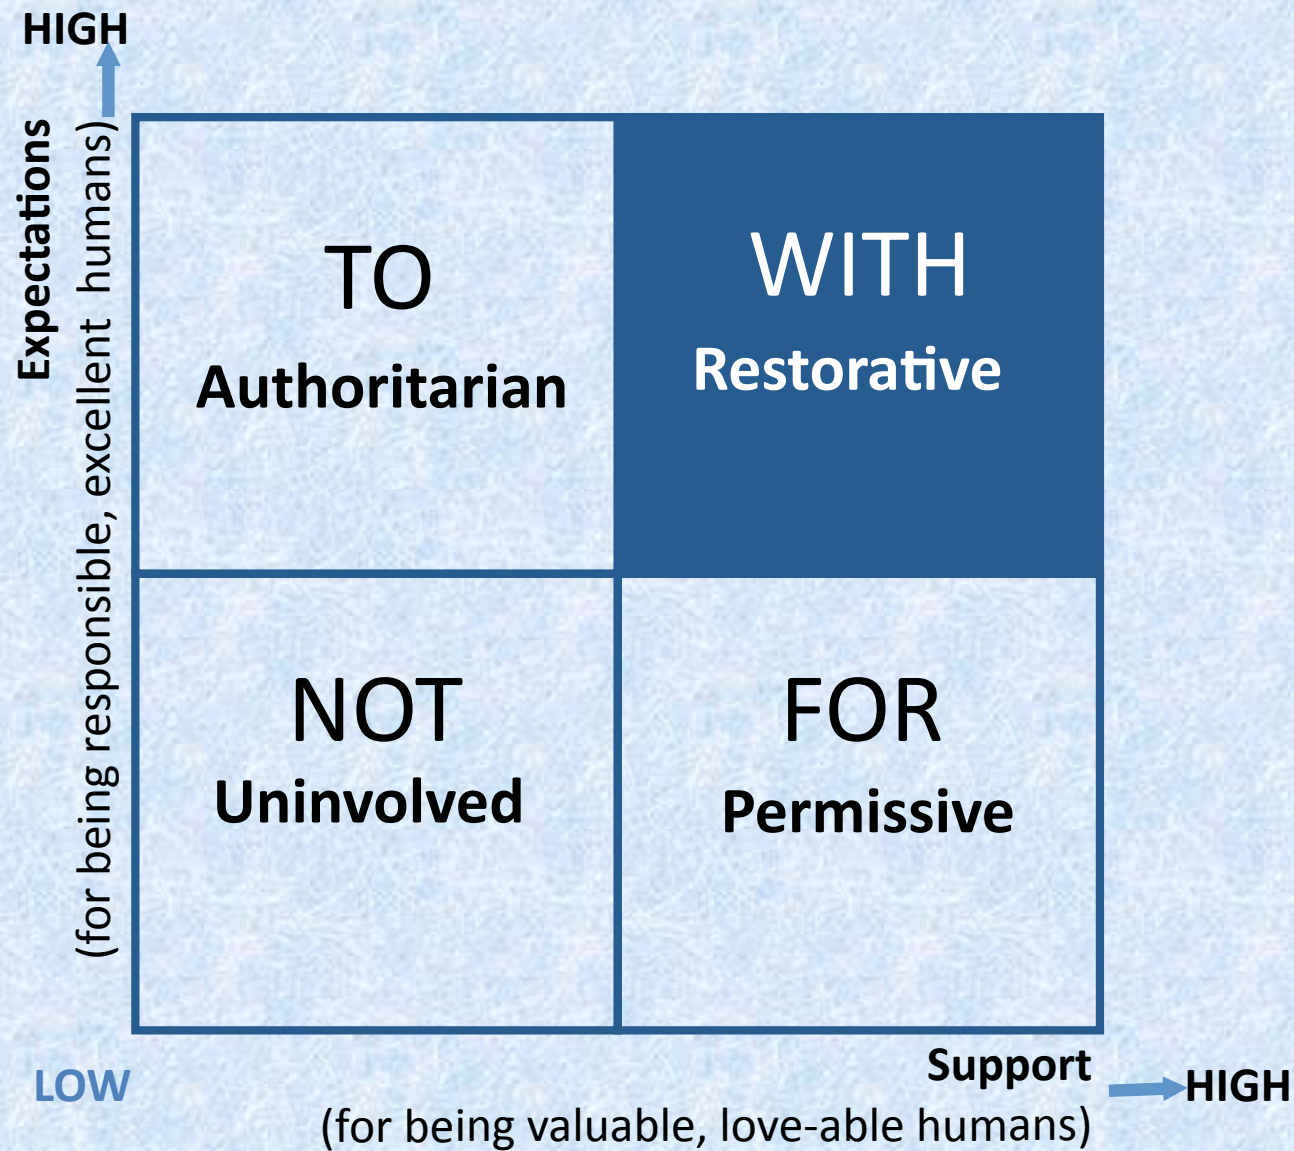 HIGH
Expectations
(for being responsible, excellent humans)
TO
Authoritarian
WITH
Restorative
NOT
Uninvolved
FOR
Permissive
LOW
Support
HIGH
(for being valuable, love-able humans)